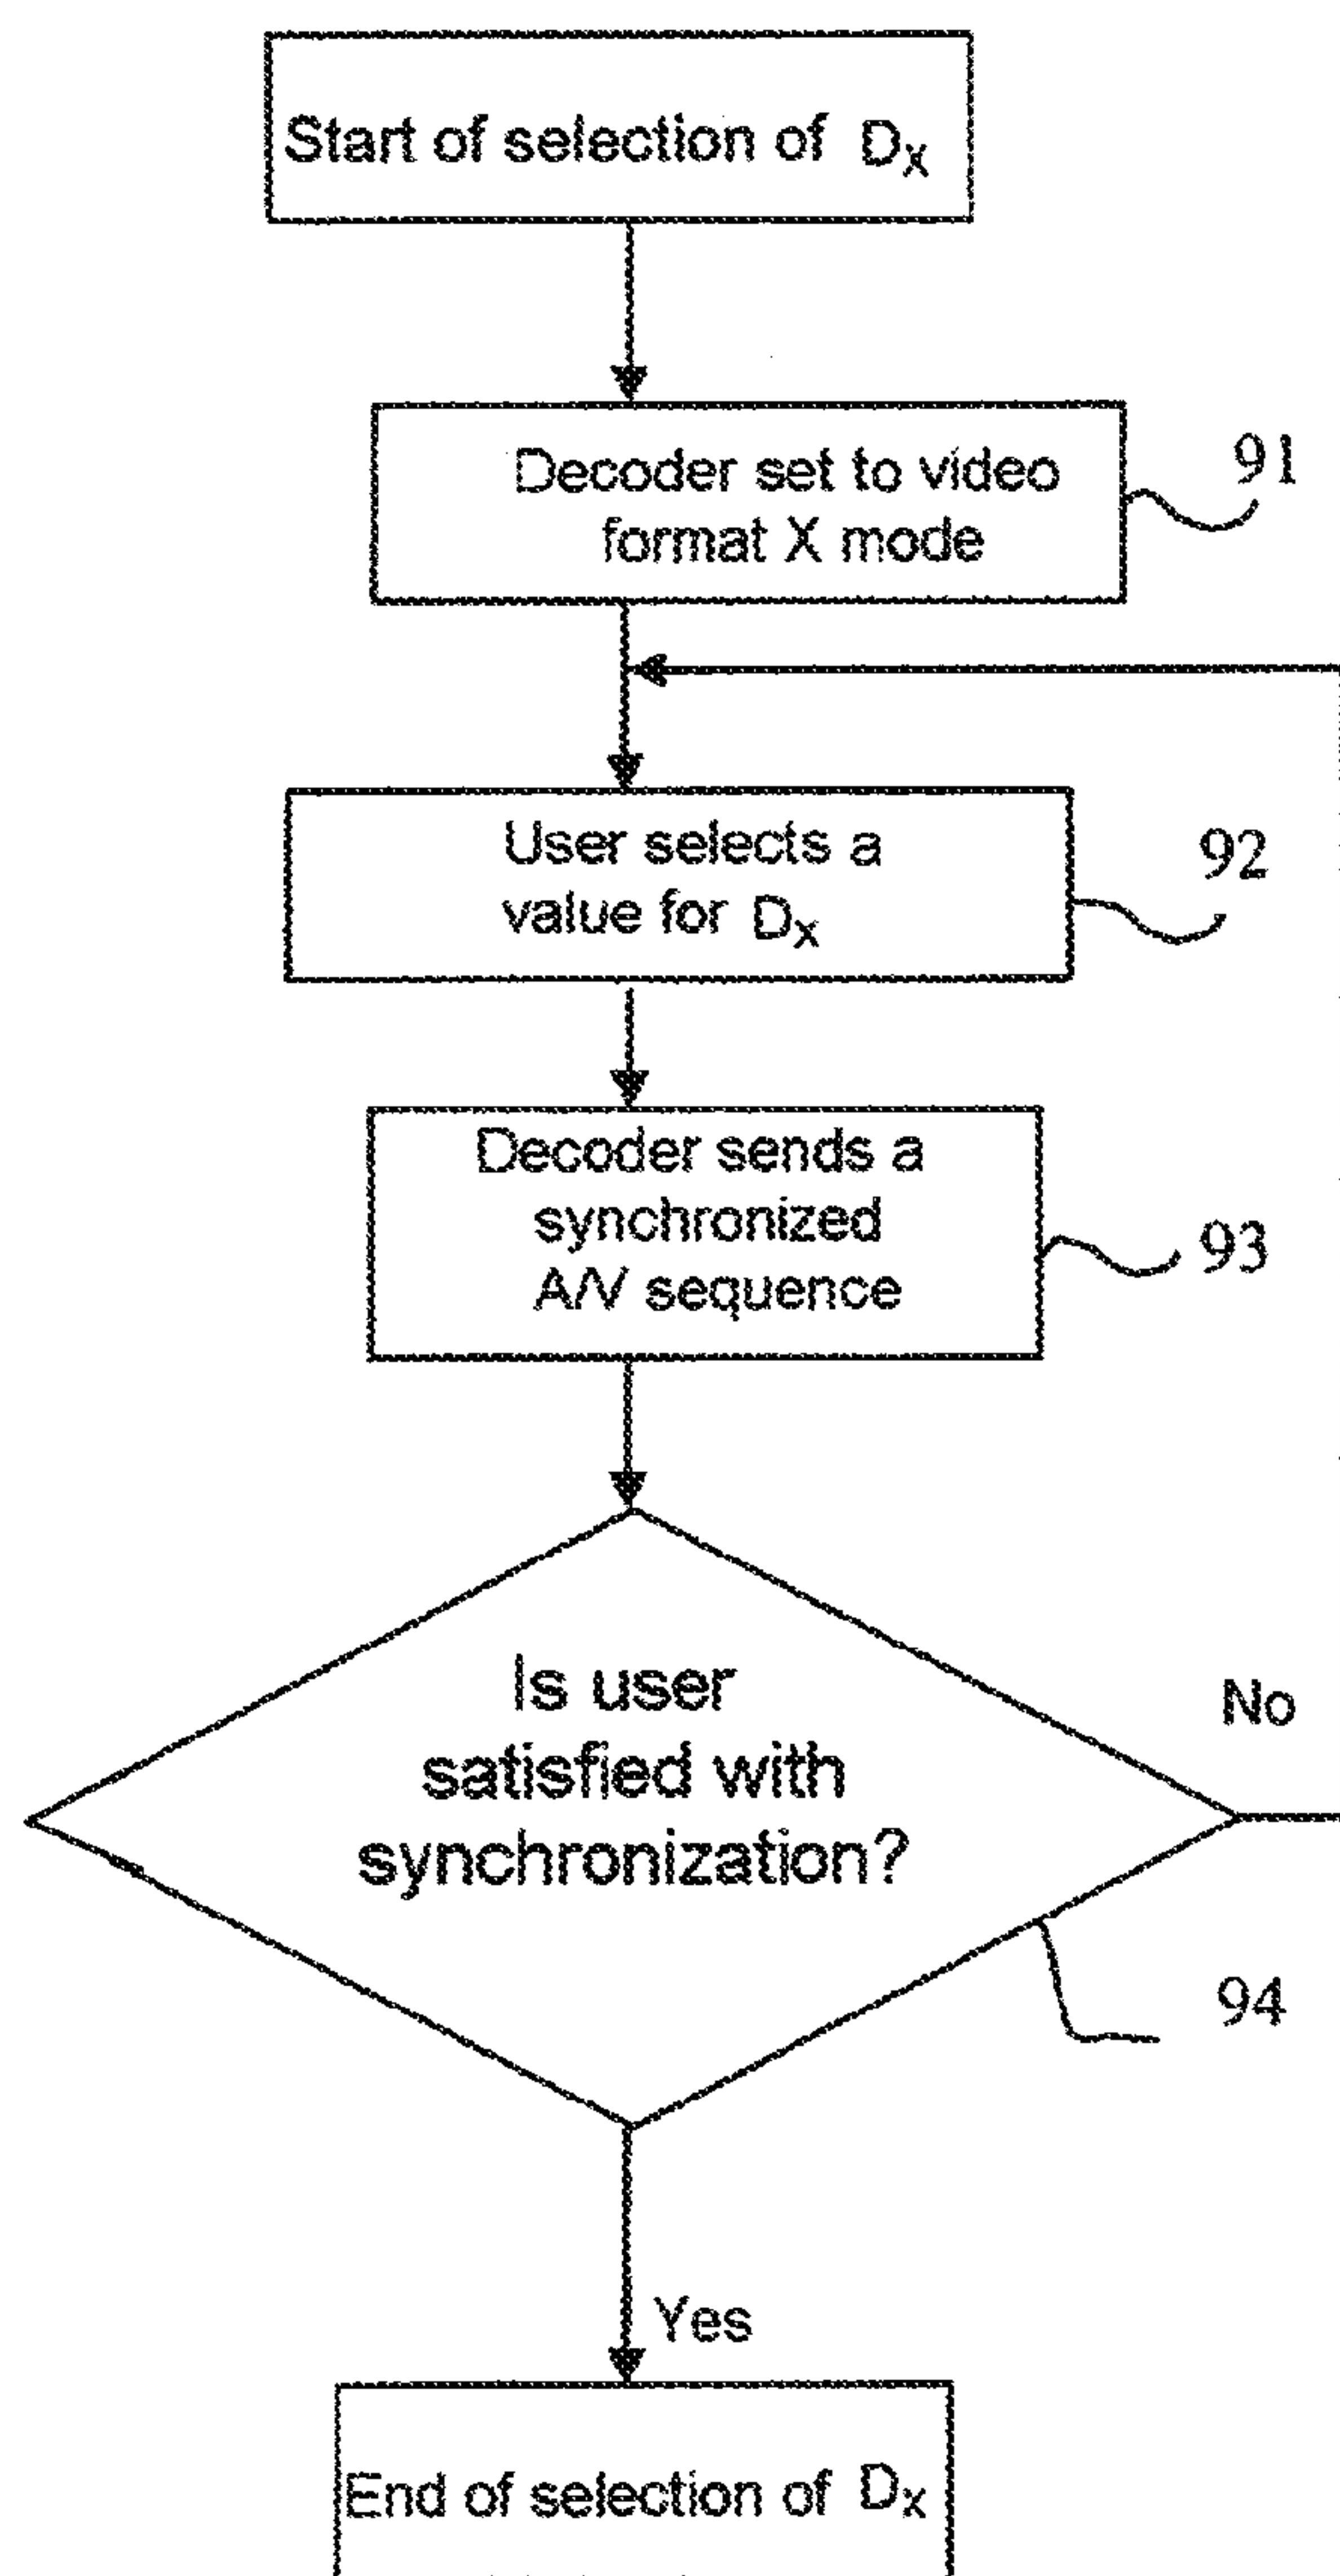 Start of selection of Dx
Decoder set to video
format X mode
91
User selects a
value for Dx
92
Decoder sends a
synchronized
A/V sequence
93
Is user
satisfied with
synchronization?
No
94
Yes
End of selection of Dx